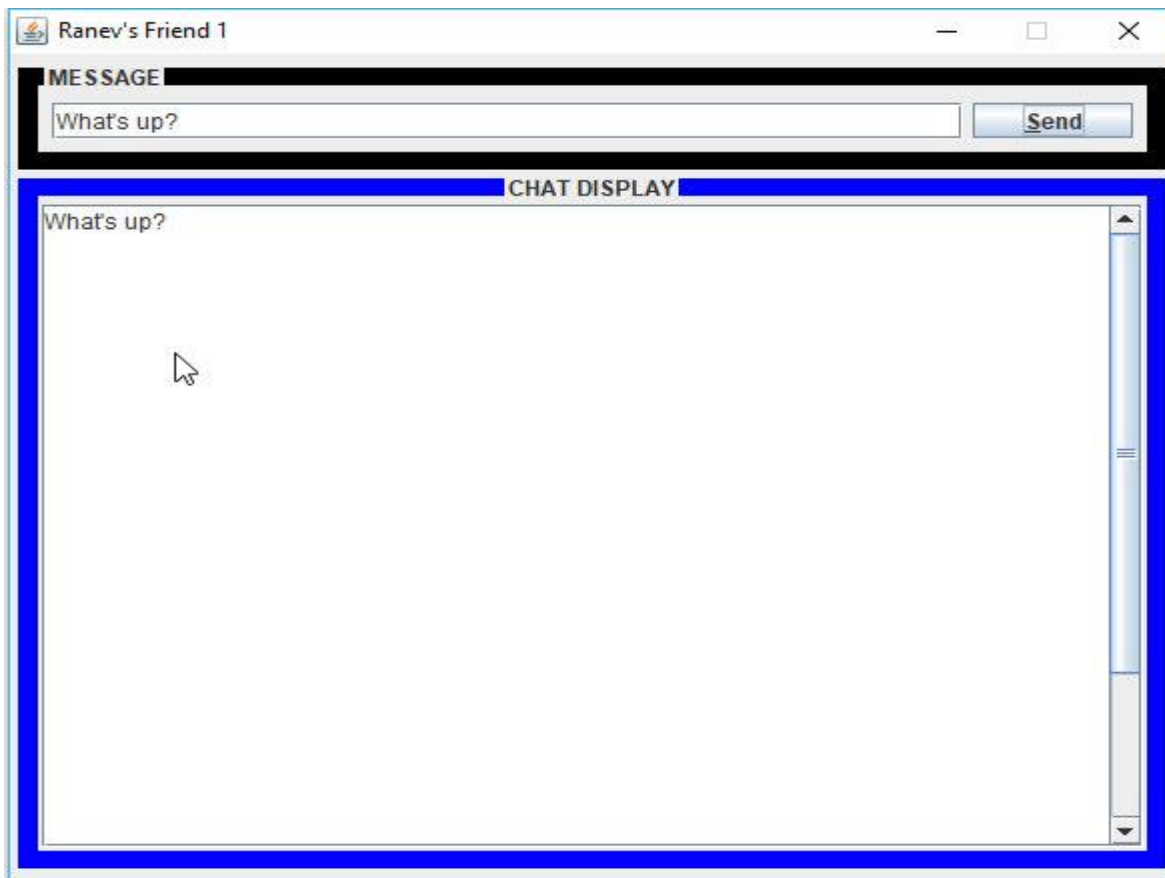 Ranev's Friend 1
MESSAGE
What's up?
Send
CHAT DISPLAY
What's up?